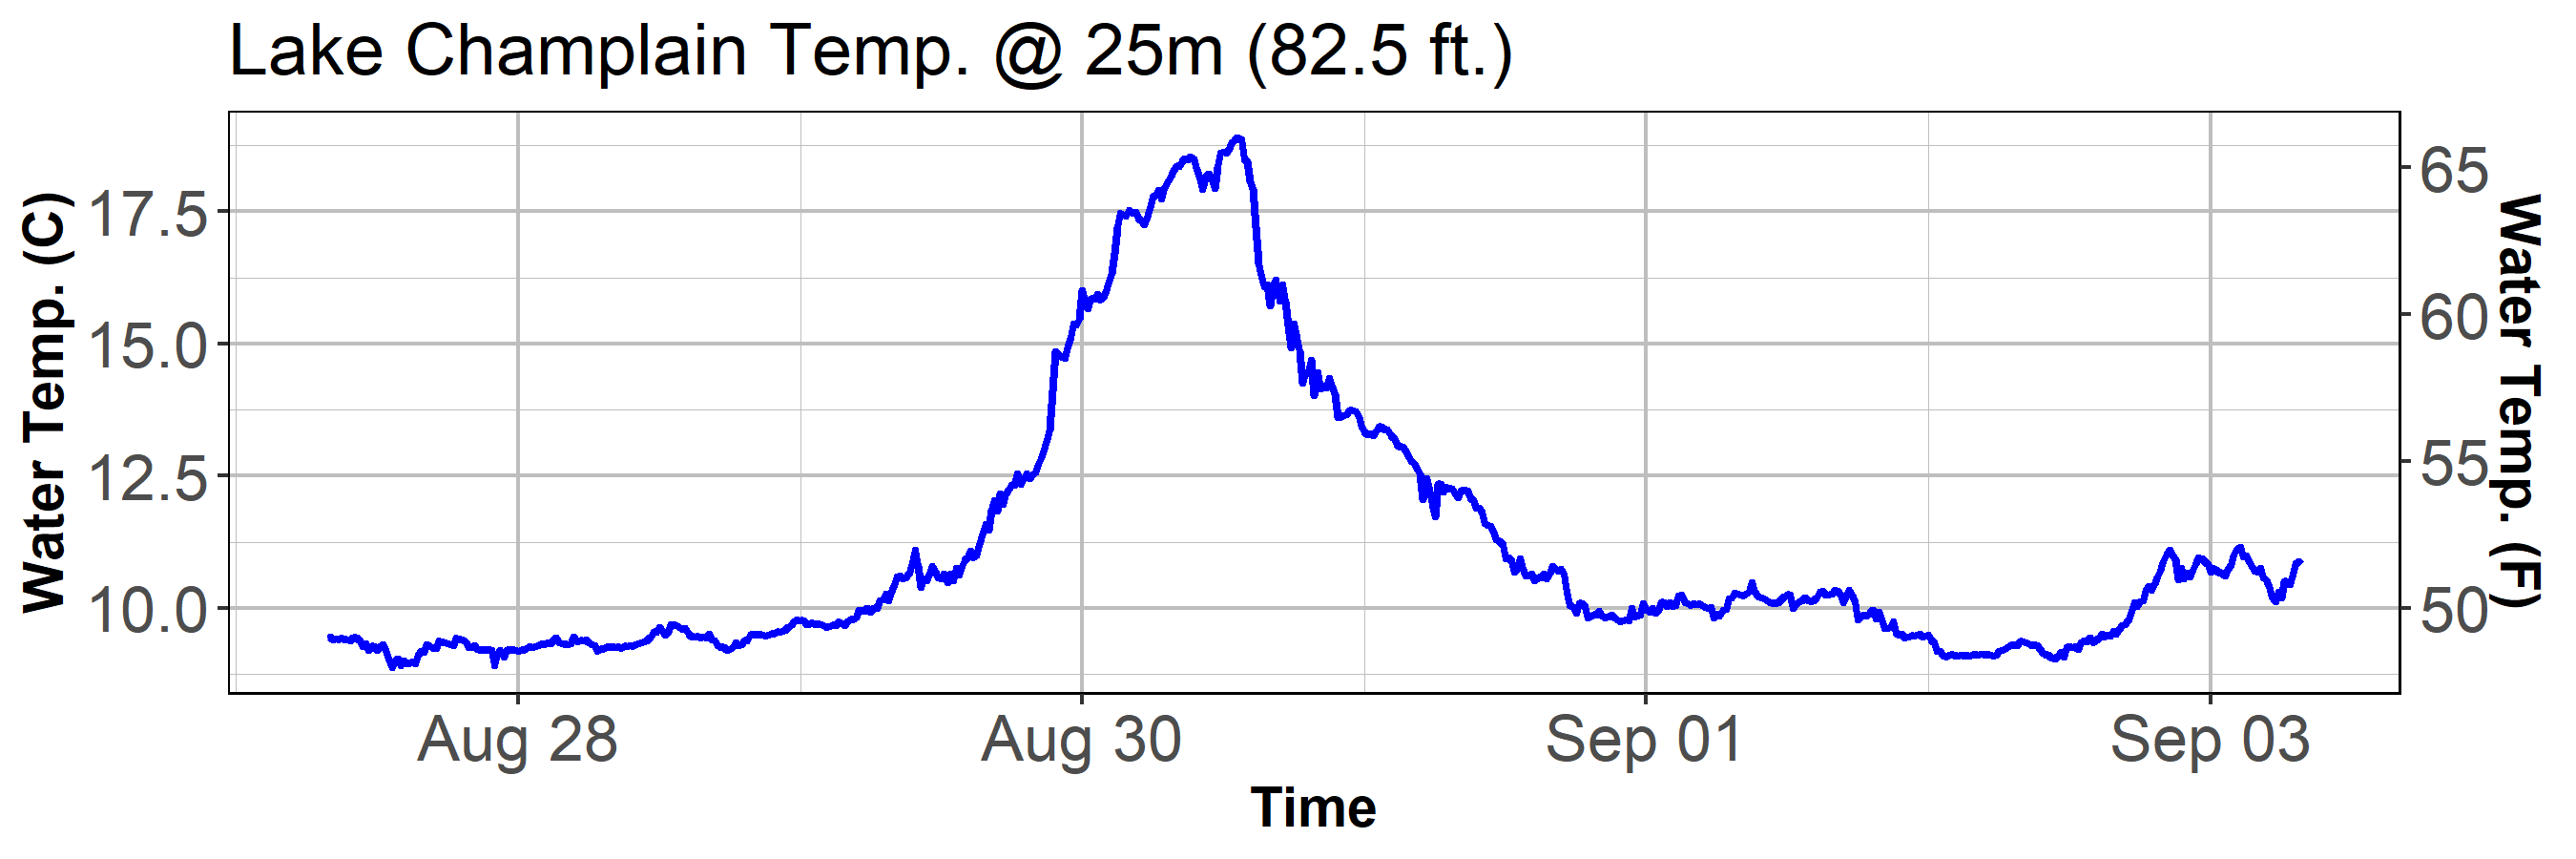 Lake Champlain Temp. @ 25m (82.5 ft.)
Water Temp. (C)
17.5
15.0
12.5
10.0
65
60
55
50
Water Temp. (F)
Aug 28
Aug 30
Sep 01
Sep 03
Time